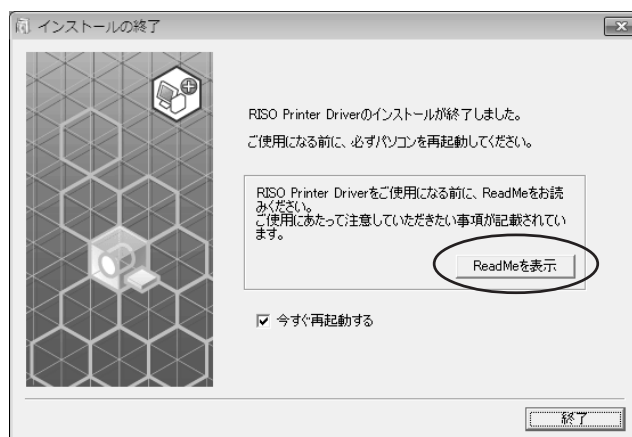 インストールの終了
RISO Printer Driverのインストールが終了しました。
ご使用になる前に、必ずパソコンを再起動してください。
RISO Printer Driverをご使用になる前に、ReadMeをお読
みください。
ご使用にあたって注意していただきたい事項が記載されてい
ます。
ReadMeを表示
今すぐ再起動する
終了